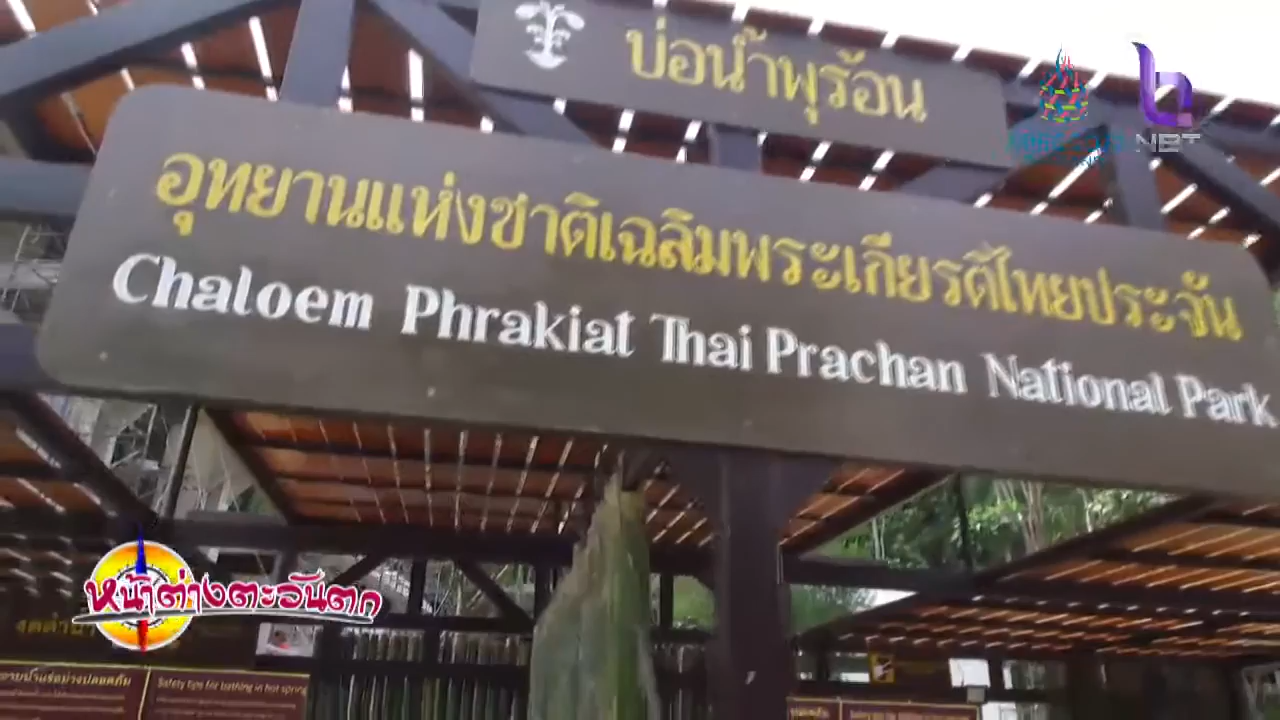 บ่อน้ำพุร้อน
อุทยานแห่งชาติเฉลิมพระเกียรติไทยประจัน
Chaloem Phrakiat Thai Prachan National Park
NBT
หน้าต่างตะวันตก
Safety tips for bathing in hot spring